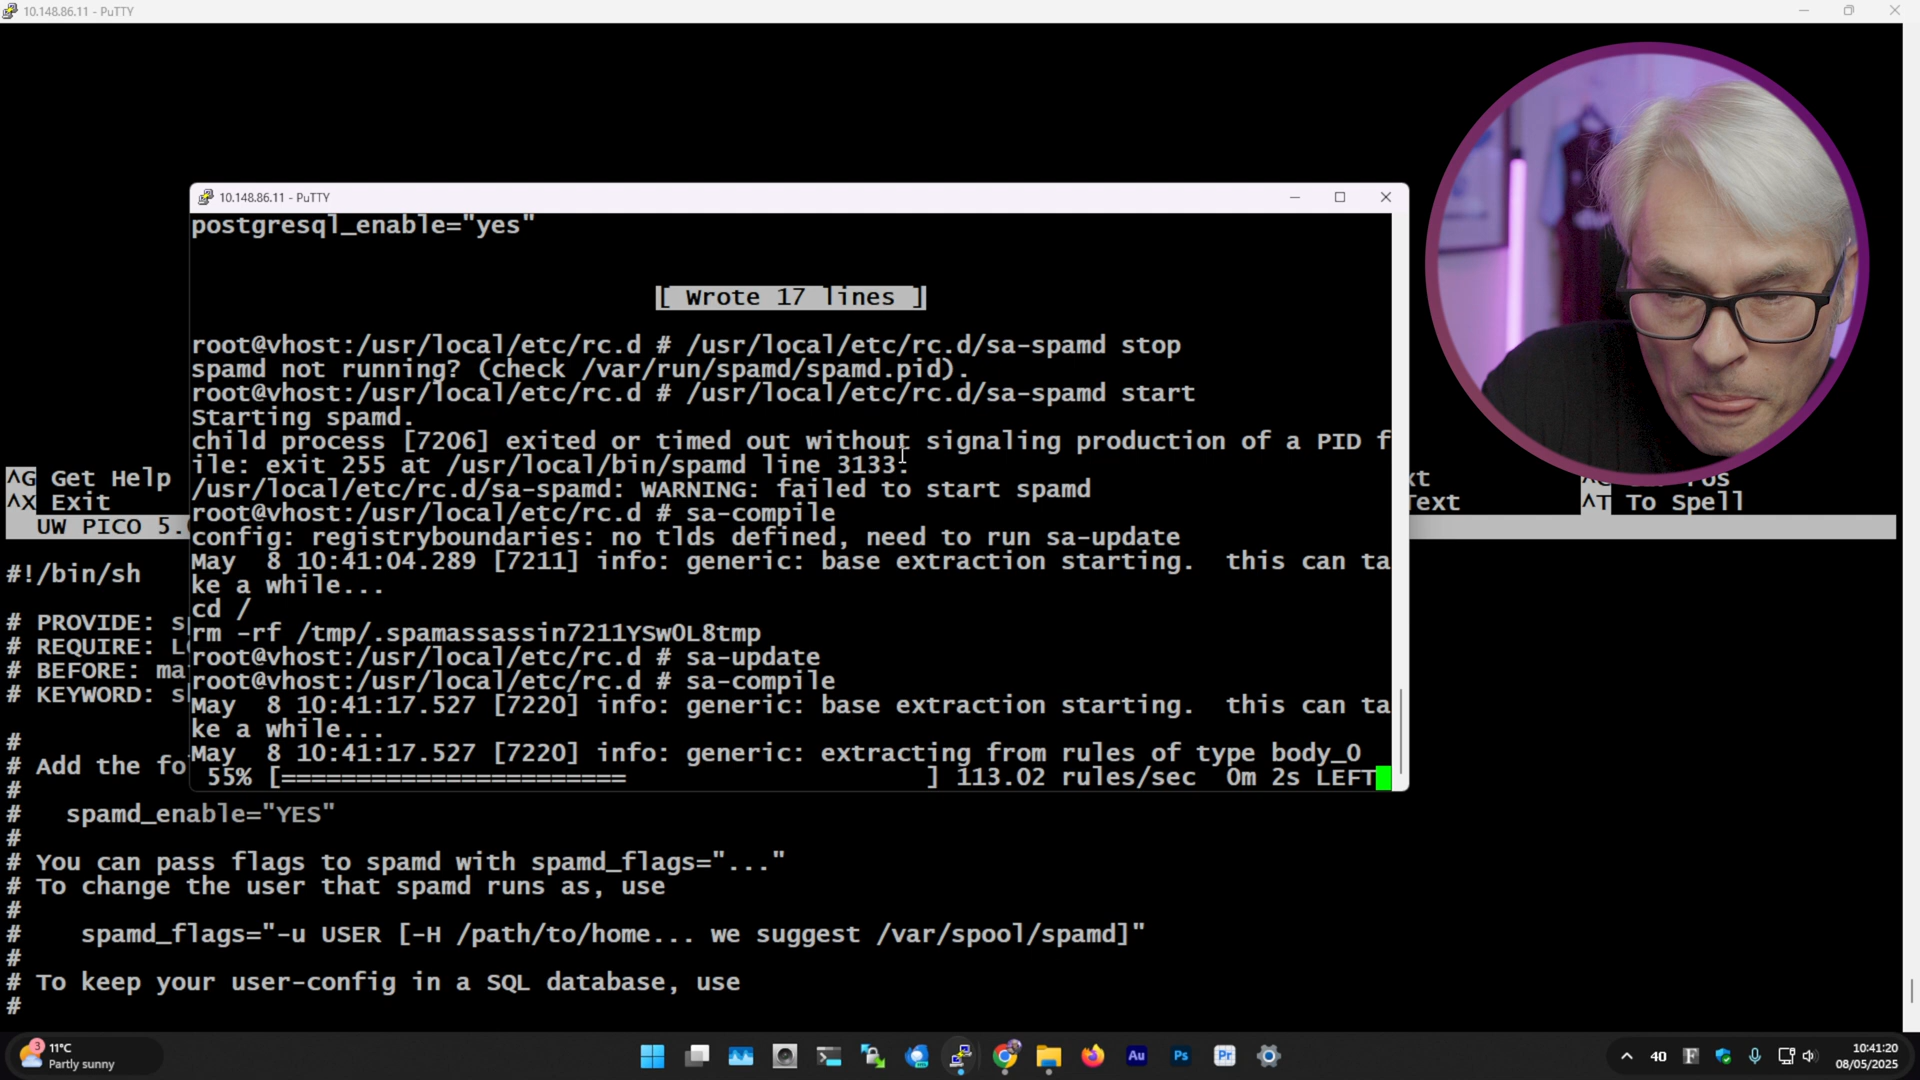 10.148.86.11 - PuTTY
10.148.86.11 - PuTTY
postgresql_enable="yes"
[ Wrote 17 lines ]
root@vhost:/usr/local/etc/rc.d # /usr/local/etc/rc.d/sa-spamd stop
spamd not running? (check /var/run/spamd/spamd.pid).
root@vhost:/usr/local/etc/rc.d # /usr/local/etc/rc.d/sa-spamd start
Starting spamd.
child process [7206] exited or timed out without signaling production of a PID f
ile: exit 255 at /usr/local/bin/spamd line 3133.
/usr/local/etc/rc.d/sa-spamd: WARNING: failed to start spamd
root@vhost:/usr/local/etc/rc.d # sa-compile
config: registryboundaries: no tlds defined, need to run sa-update
May  8 10:41:04.289 [7211] info: generic: base extraction starting.  this can ta
ke a while...
cd /
rm -rf /tmp/.spamassassin7211YSwOL8tmp
root@vhost:/usr/local/etc/rc.d # sa-update
root@vhost:/usr/local/etc/rc.d # sa-compile
May  8 10:41:17.527 [7220] info: generic: base extraction starting.  this can ta
ke a while...
May  8 10:41:17.527 [7220] info: generic: extracting from rules of type body_0
55% [=======================                    ] 113.02 rules/sec  0m 2s LEFT
^G Get Help
^X Exit
^T To Spell
Text
UW PICO 5.
#!/bin/sh
# PROVIDE:
# REQUIRE:
# BEFORE:
# KEYWORD:
#
# Add the
#
#   spamd_enable="YES"
#
# You can pass flags to spamd with spamd_flags="..."
# To change the user that spamd runs as, use
#
#    spamd_flags="-u USER [-H /path/to/home... we suggest /var/spool/spamd]"
#
# To keep your user-config in a SQL database, use
#
3
11°C
Partly sunny
Au
Ps
Pr
40
F
10:41:20
08/05/2025